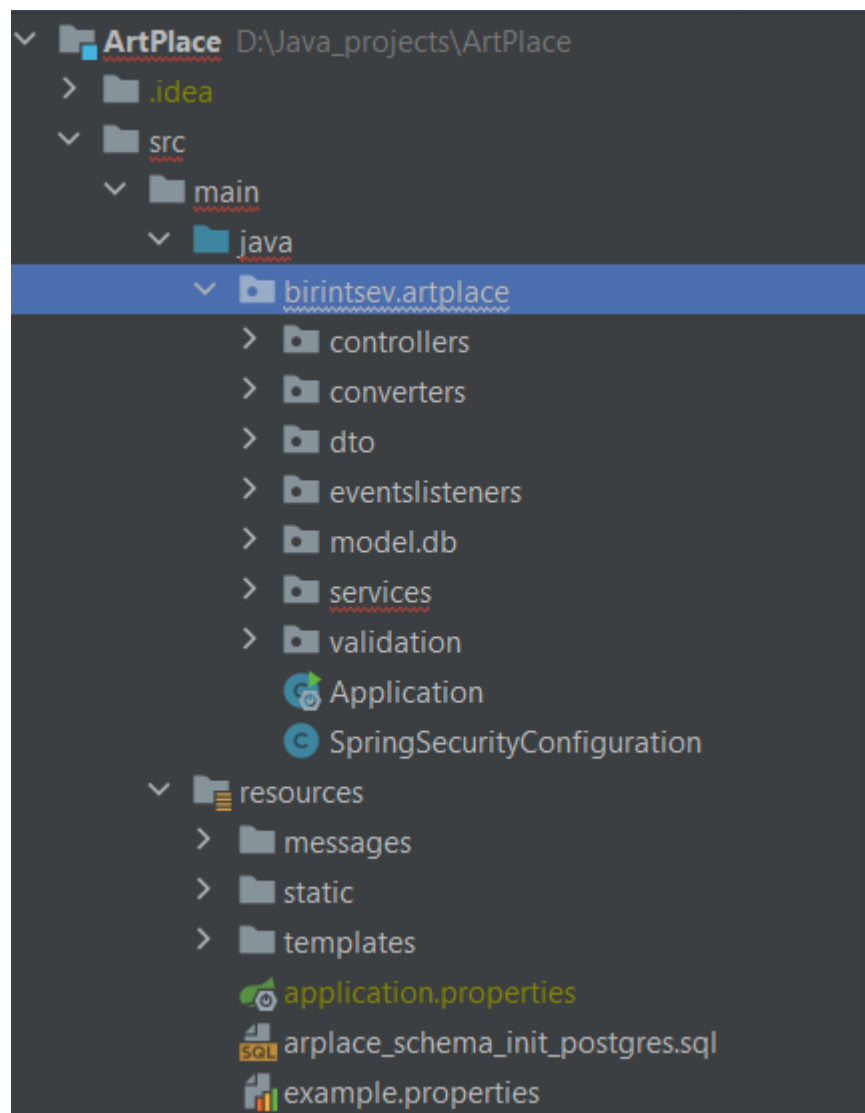 ArtPlace D:\Java_projects\ArtPlace
.idea
src
main
java
birintsev.artplace
controllers
converters
dto
eventslisteners
model.db
services
validation
Application
SpringSecurityConfiguration
resources
messages
static
templates
application.properties
arplace_schema_init_postgres.sql
example.properties